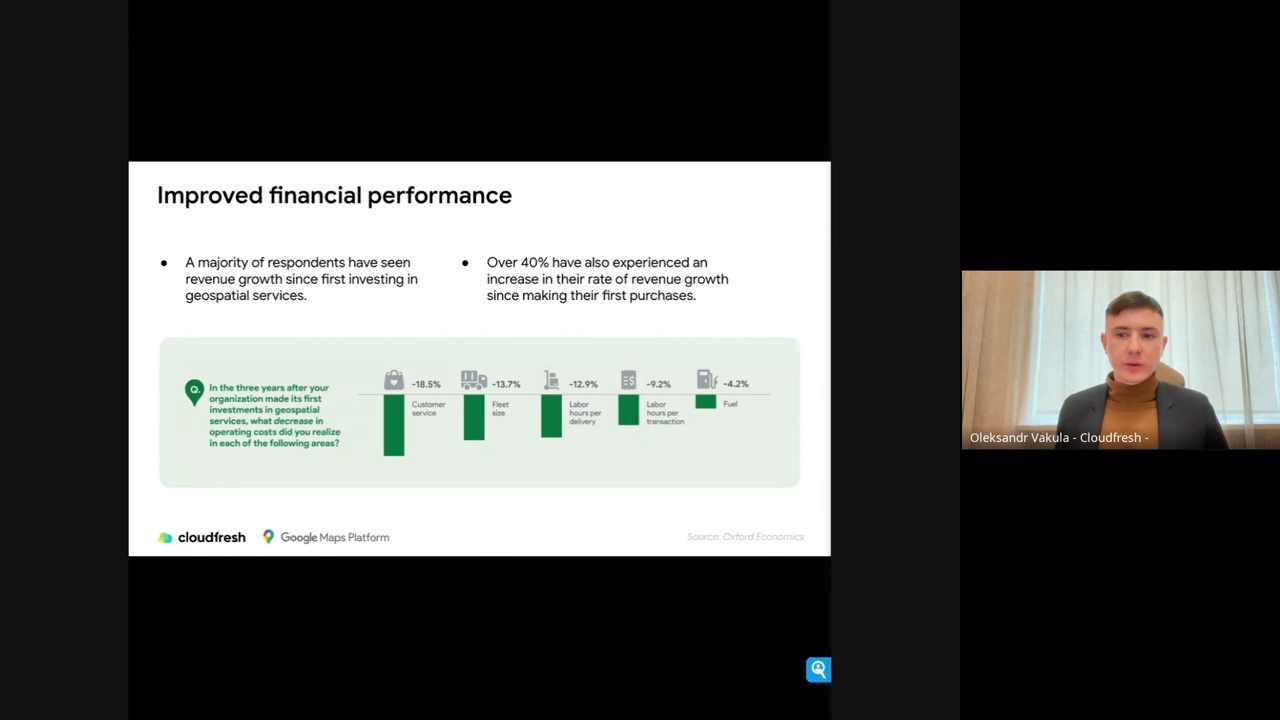 Improved financial performance
● A majority of respondents have seen
revenue growth since first investing in
geospatial services.
● Over 40% have also experienced an
increase in their rate of revenue growth
since making their first purchases.
Q.
In the three years after your
organization made its first
investments in geospatial
services, what decrease in
operating costs did you realize
in each of the following areas?
-18.5%
Customer
service
-13.7%
Fleet
size
-12.9%
Labor
hours per
delivery
-9.2%
Labor
hours per
transaction
-4.2%
Fuel
cloudfresh
Google Maps Platform
Source: Oxford Economics
Oleksandr Vakula - Cloudfresh -